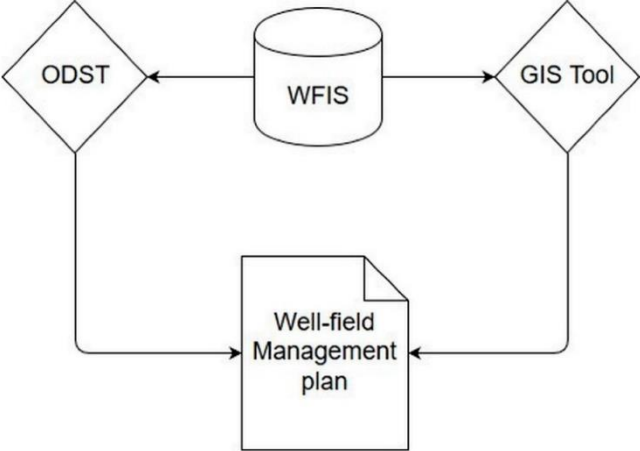 ODST
WFIS
GIS Tool
Well-field
Management
plan